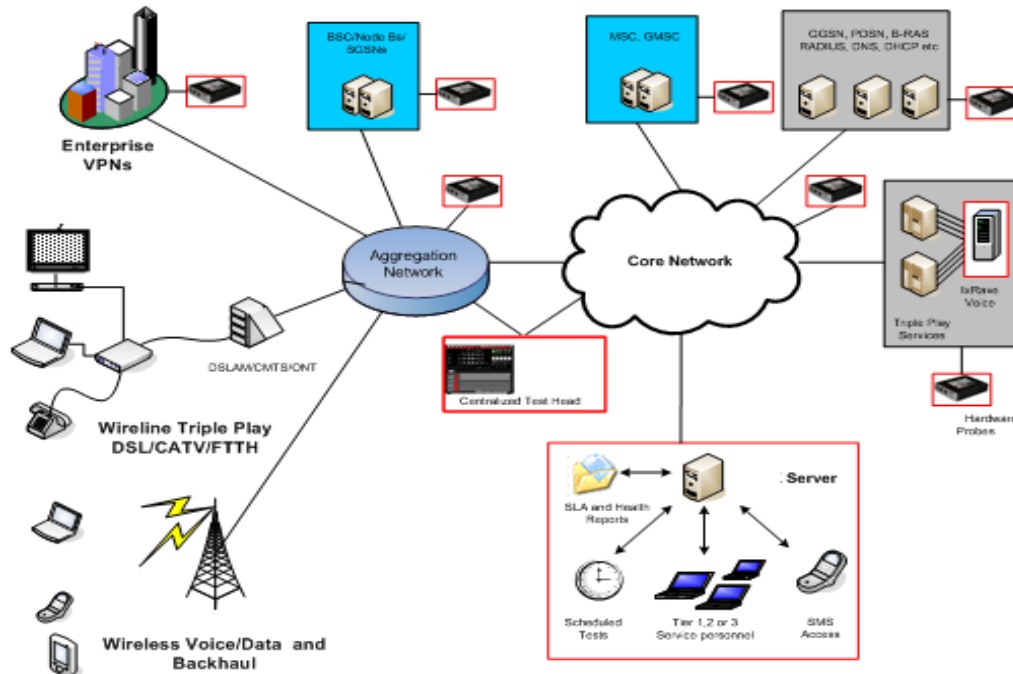 BSC/Node Bs/
SGSNs
MSC, GMSC
GGSN, PDSN, B-RAS
RADIUS, DNS, DHCP etc
Enterprise
VPNs
Aggregation
Network
Core Network
IxRave
Voice
Triple Play
Services
DSLAM/CMTS/ONT
Centralized Test Head
Hardware
Probes
Wireline Triple Play
DSL/CATV/FTTH
: Server
SLA and Health
Reports
Scheduled
Tests
Tier 1,2 or 3
Service personnel
SMS
Access
Wireless Voice/Data and
Backhaul